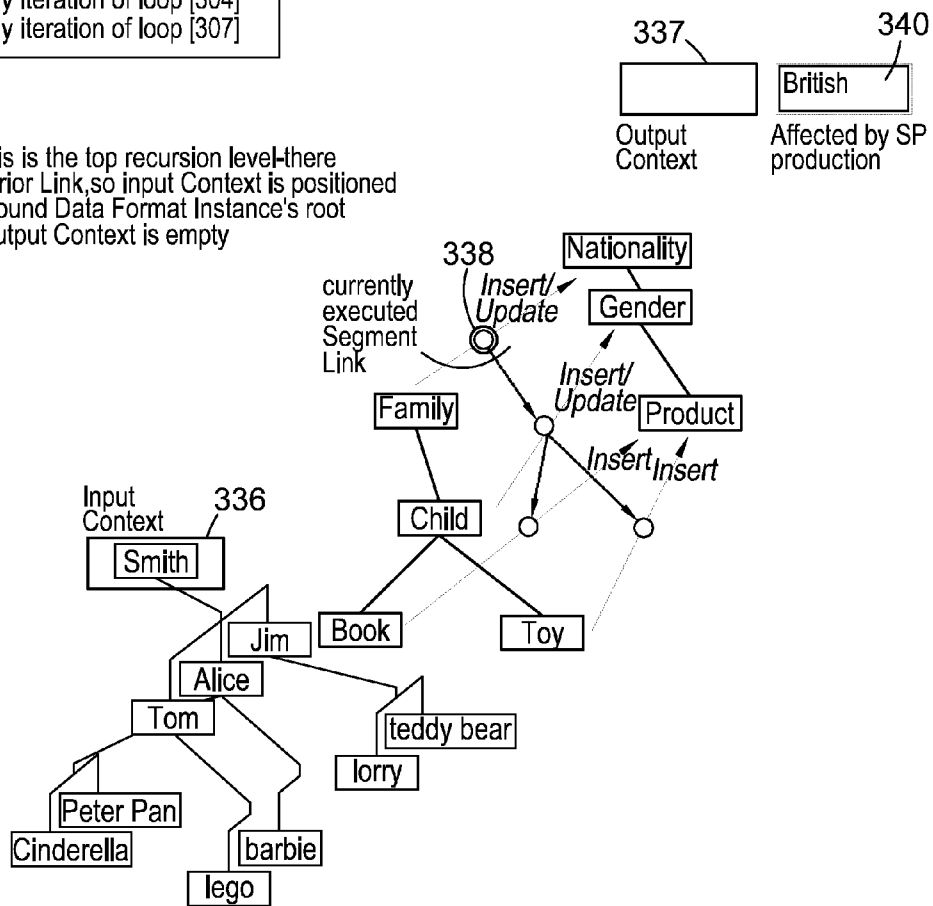 y iteration of loop [304]
y iteration of loop [307]
337
340
British
Output
Context
Affected by SP
production
is is the top recursion level-there
rior Link,so input Context is positioned
ound Data Format Instance's root
utput Context is empty
338
currently
executed
Segment
Link
Insert/
Update
Nationality
Gender
Insert/
Update
Family
Product
Insert
Insert
Child
Input
Context
336
Smith
Book
Toy
Jim
Alice
Tom
teddy bear
lorry
Peter Pan
Cinderella
barbie
lego